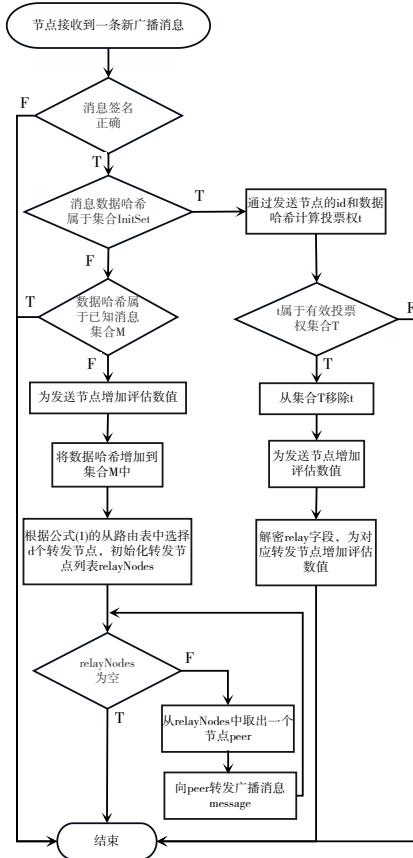 节点接收到一条新广播消息
F
消息签名
正确
T
消息数据哈希
属于集合InitSet
T
通过发送节点的id和数据
哈希计算投票权t
F
T
数据哈希属
于已知消息
集合M
t属于有效投票
权集合T
F
F
T
为发送节点增加评估数值
从集合T移除t
将数据哈希增加到
集合M中
为发送节点增加
评估数值
根据公式(1)的从路由表中选择
d个转发节点，初始化转发节
点列表relayNodes
解密relay字段，为对
应转发节点增加评估
数值
relayNodes
为空
F
T
从relayNodes中取出一个
节点peer
向peer转发广播消息
message
结束